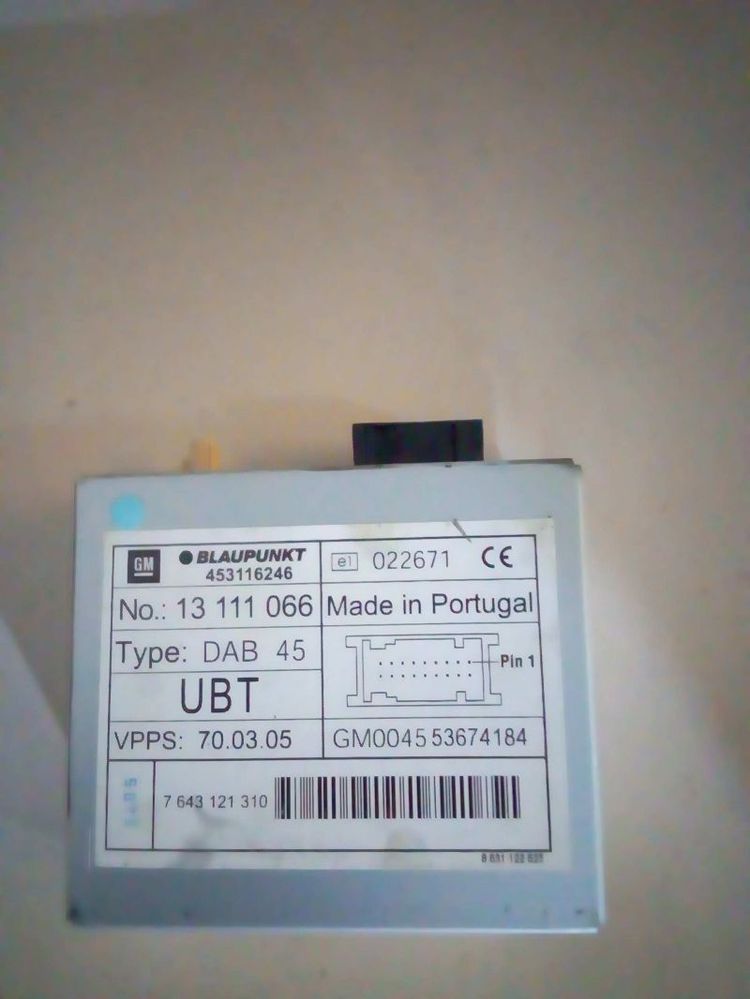 GM
BLAUPUNKT
453116246
e1 022671 CE
No.: 13 111 066
Made in Portugal
Type: DAB 45
Pin 1
UBT
VPPS: 70.03.05
GM0045 53674184
7 643 121 310